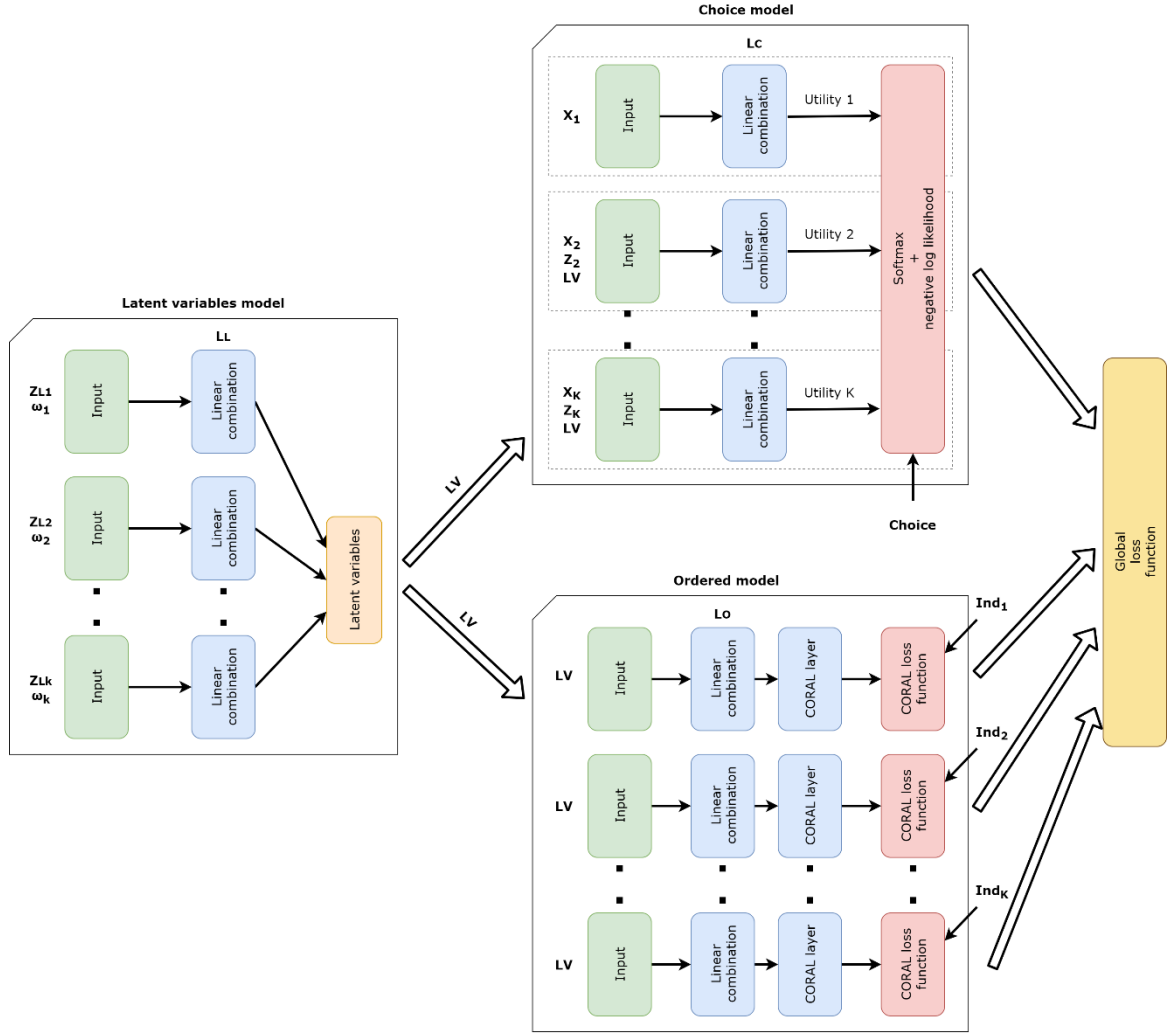 Choice model
LC
X1
Input
Linear
combination
Utility 1
X2
Z2
LV
Input
Linear
combination
Utility 2
XK
ZK
LV
Input
Linear
combination
Utility K
Softmax
+
negative log likelihood
Choice
Latent variables model
LL
ZL1
ω1
Input
Linear
combination
ZL2
ω2
Input
Linear
combination
ZLk
ωk
Input
Linear
combination
Latent variables
LV
LV
Ordered model
LO
LV
Input
Linear
combination
CORAL layer
CORAL loss
function
Ind1
LV
Input
Linear
combination
CORAL layer
CORAL loss
function
Ind2
LV
Input
Linear
combination
CORAL layer
CORAL loss
function
IndK
Global
loss
function